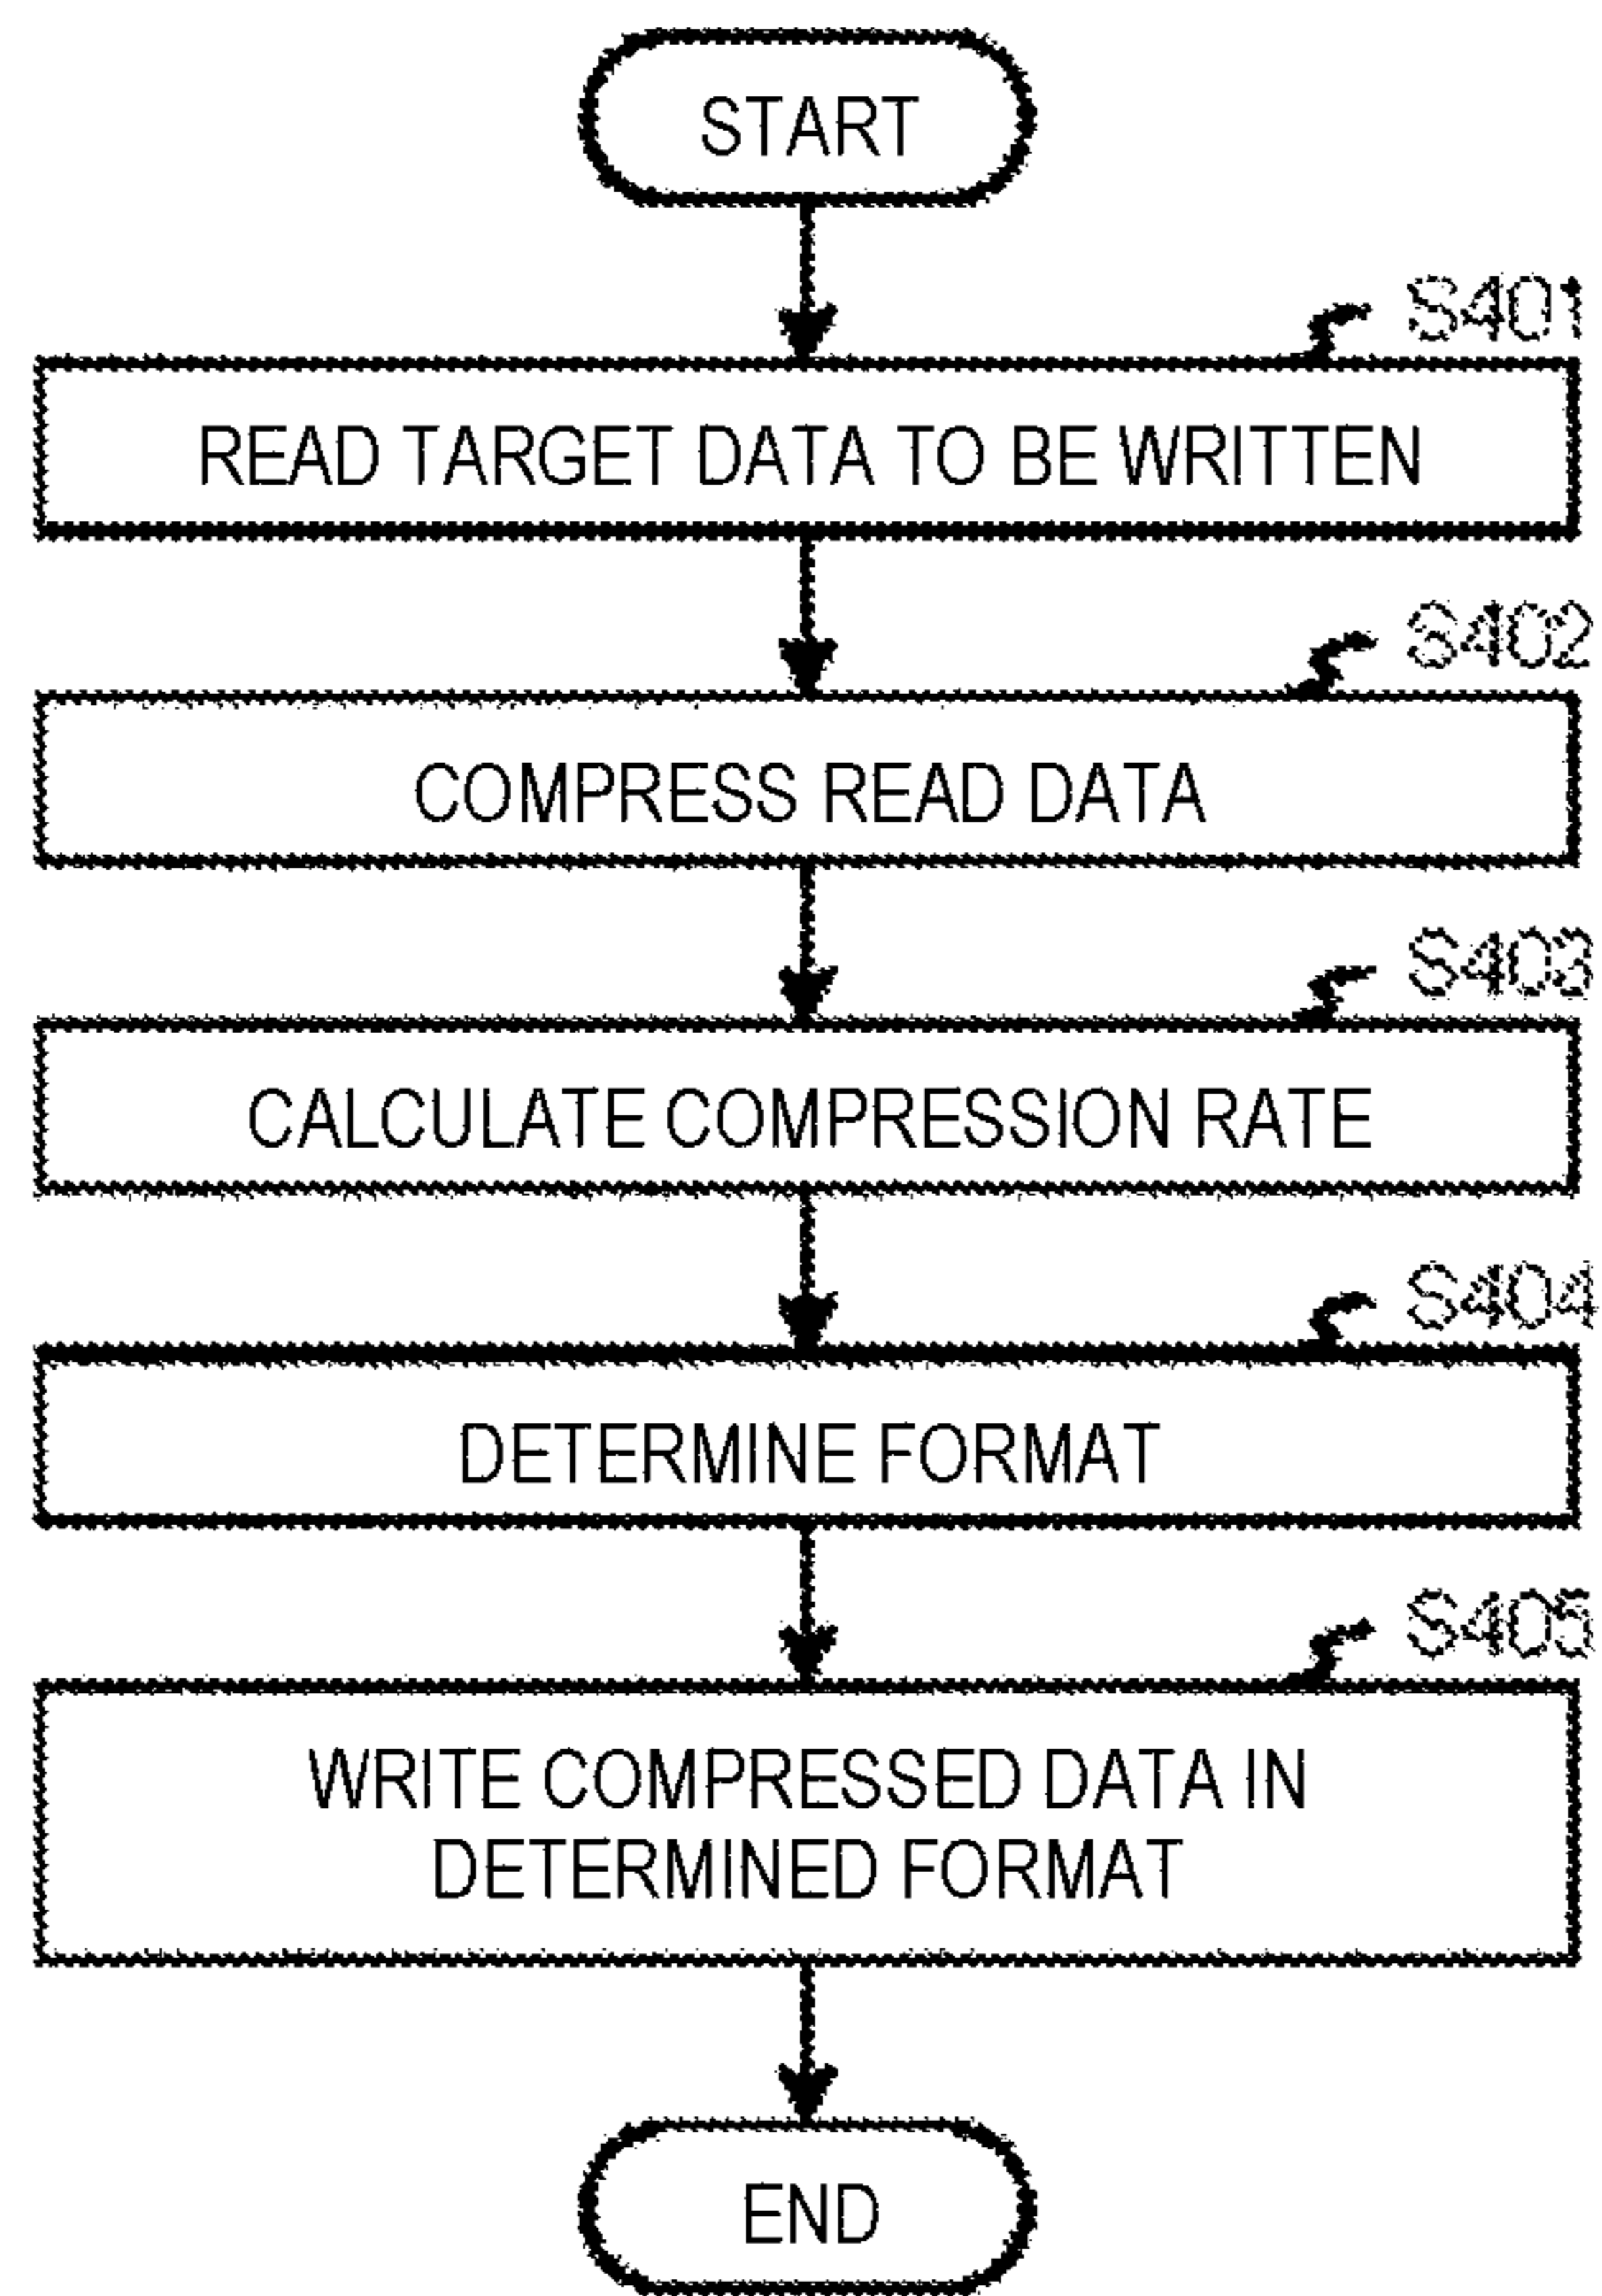 START
S401
READ TARGET DATA TO BE WRITTEN
S402
COMPRESS READ DATA
S403
CALCULATE COMPRESSION RATE
S404
DETERMINE FORMAT
S405
WRITE COMPRESSED DATA IN
DETERMINED FORMAT
END